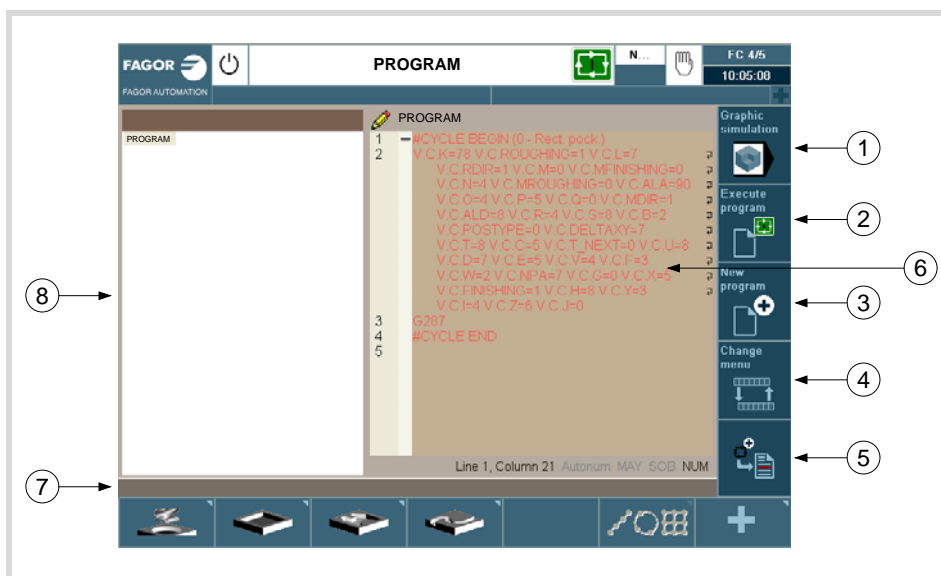 FAGOR
FAGOR AUTOMATION
PROGRAM
N...
FC 4/5
10:05:08
PROGRAM
PROGRAM
1 #CYCLE BEGIN (0 - Rect. pock.)
2 V.C.K=78 V.C.ROUGHING=1 V.C.L=7
V.C.RDIR=1 V.C.M=0 V.C.MFINISHING=0
V.C.N=4 V.C.MROUGHING=0 V.C.ALA=90
V.C.O=4 V.C.P=5 V.C.Q=0 V.C.MDIR=1
V.C.ALD=8 V.C.R=4 V.C.S=8 V.C.B=2
V.C.POSTYPE=0 V.C.DELTAXY=7
V.C.T=8 V.C.C=5 V.C.T_NEXT=0 V.C.U=8
V.C.D=7 V.C.E=5 V.C.V=4 V.C.F=3
V.C.W=2 V.C.NPA=7 V.C.G=0 V.C.X=5
V.C.FINISHING=1 V.C.H=8 V.C.Y=3
V.C.I=4 V.C.Z=6 V.C.J=0
3 G287
4 #CYCLE END
5
Line 1, Column 21 Autonum MAY SOB NUM
Graphic
simulation
Execute
program
New
program
Change
menu
1
2
3
4
5
6
7
8